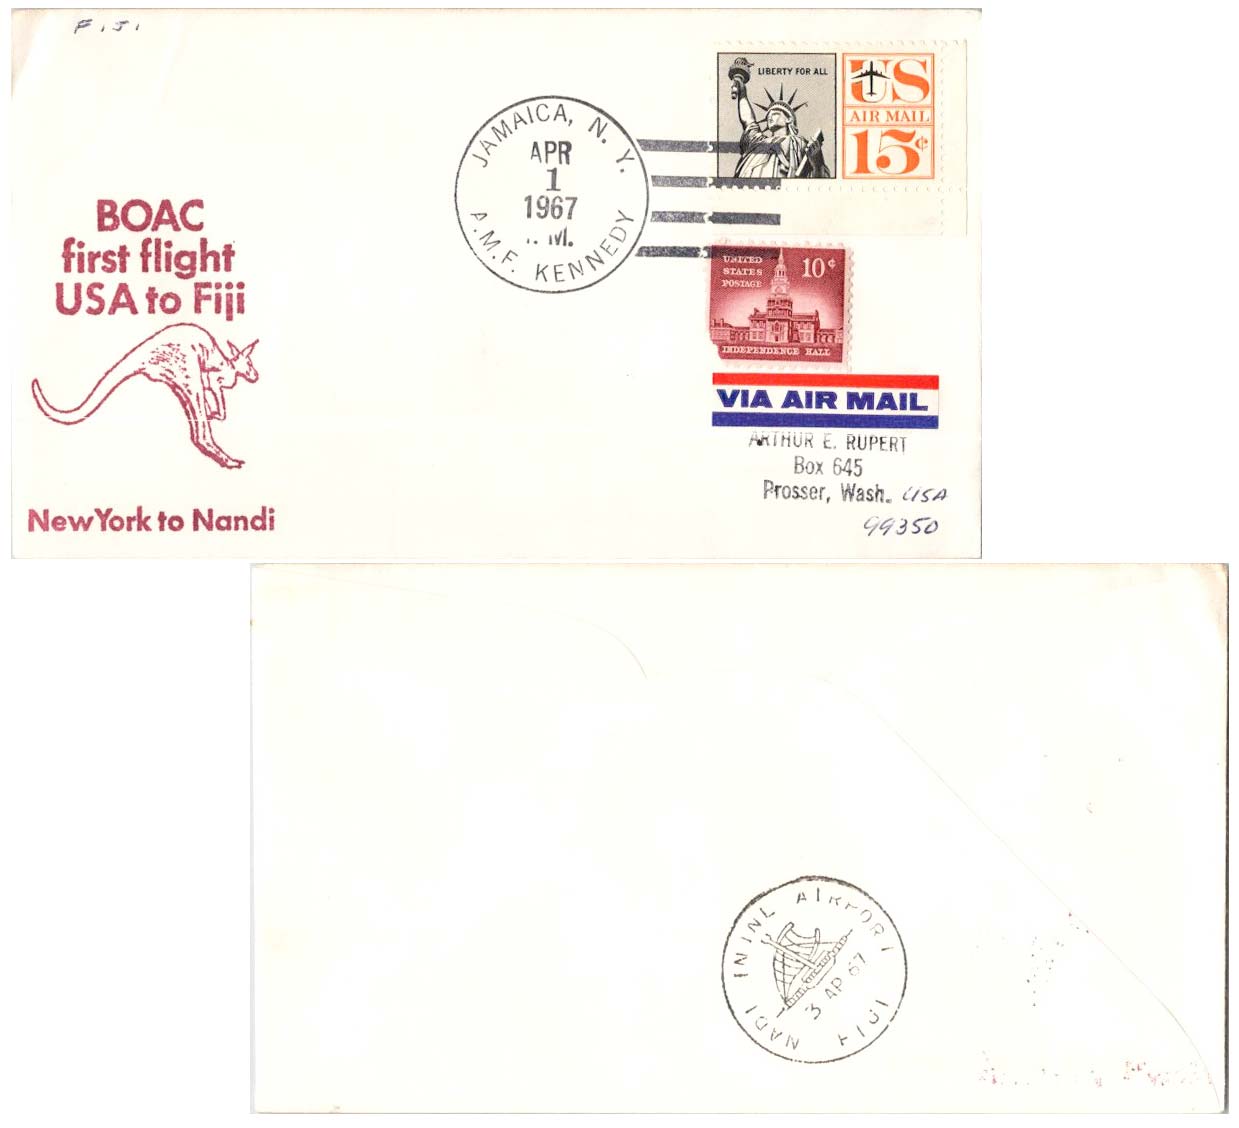 FIJI
BOAC
first flight
USA to Fiji
New York to Nandi
JAMAICA, N. Y.
APR
1
1967
M.
A.M.F. KENNEDY
LIBERTY FOR ALL
US
AIR MAIL
15¢
UNITED
STATES
POSTAGE
10¢
INDEPENDENCE HALL
VIA AIR MAIL
ARTHUR E. RUPERT
Box 645
Prosser, Wash. USA
99350
NADI INTNL AIRPORT
3 AP 67
FIJI